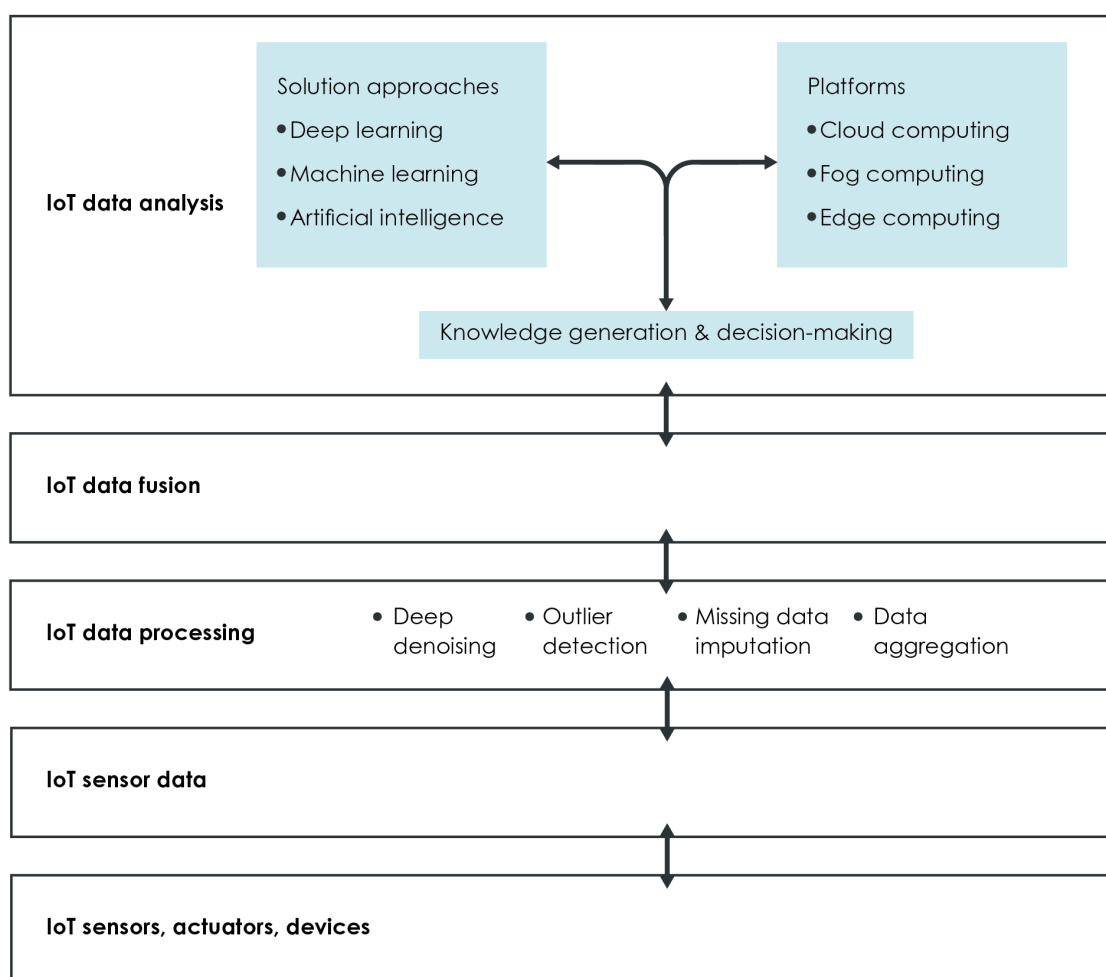 Solution approaches
• Deep learning
• Machine learning
• Artificial intelligence
Platforms
• Cloud computing
• Fog computing
• Edge computing
IoT data analysis
Knowledge generation & decision-making
IoT data fusion
IoT data processing
• Deep
denoising
• Outlier
detection
• Missing data
imputation
• Data
aggregation
IoT sensor data
IoT sensors, actuators, devices